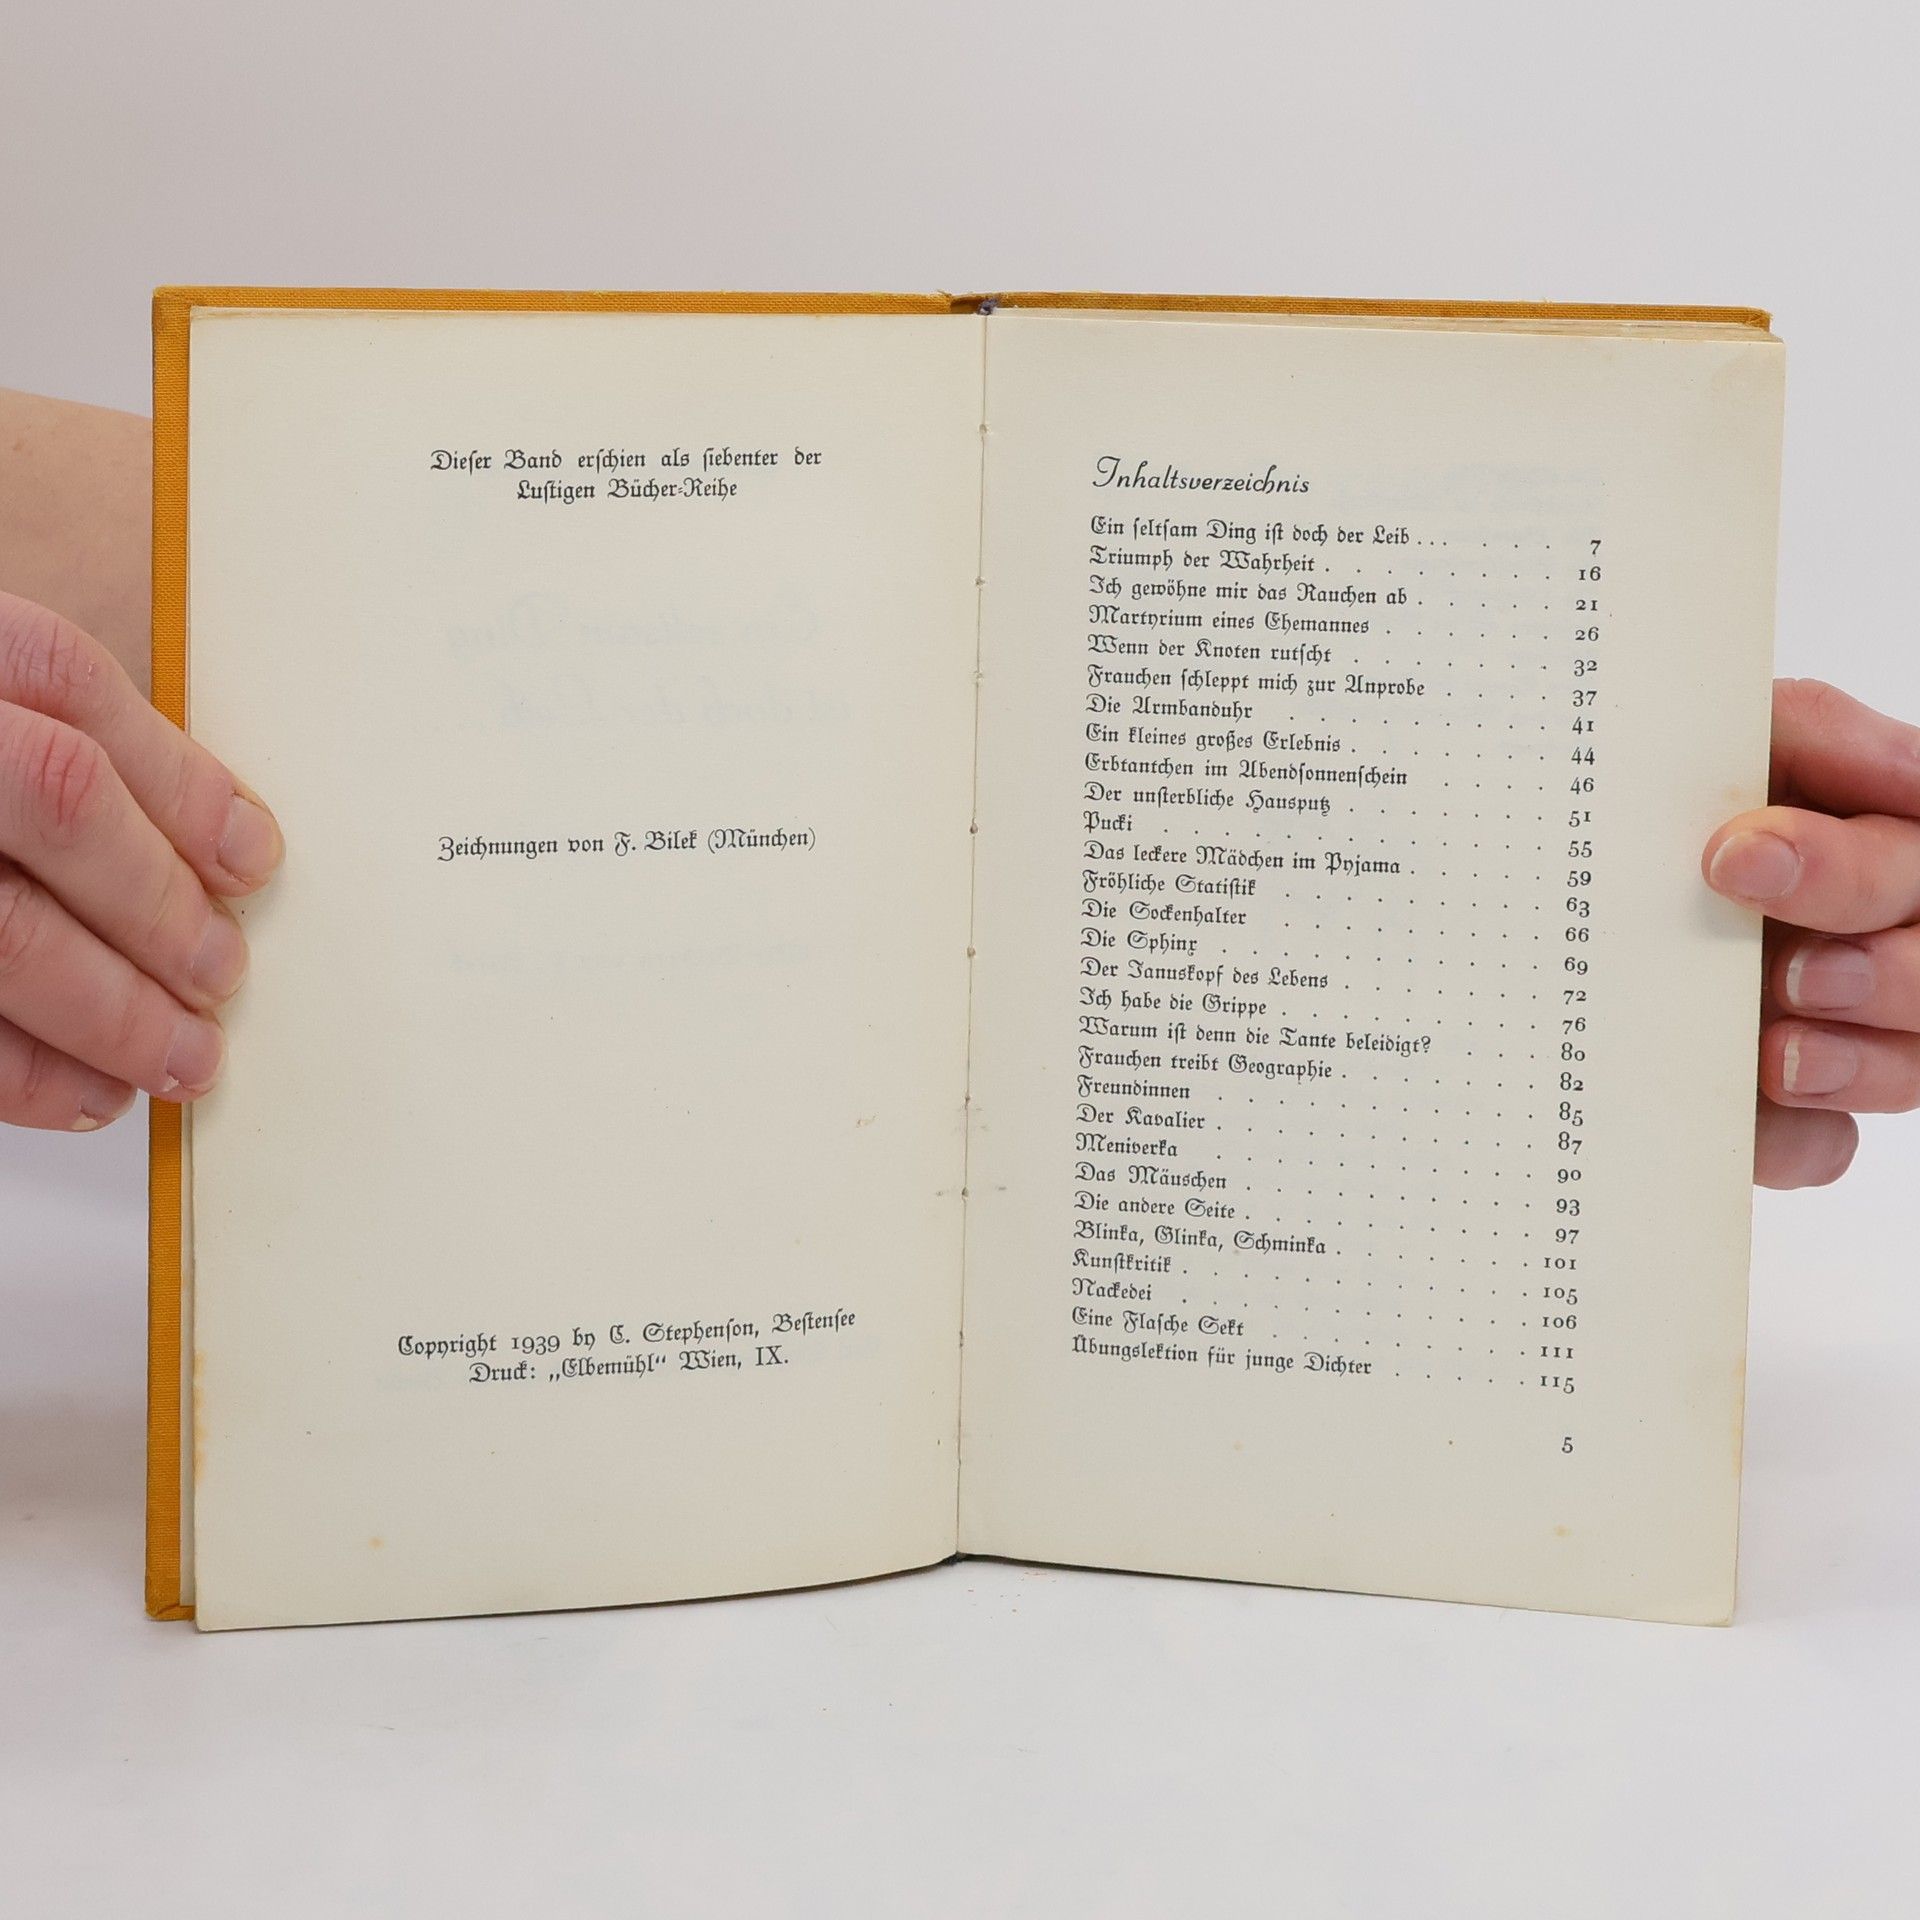 Dieſer Band erſchien als ſiebenter der
Luſtigen Bücher-Reihe
Zeichnungen von F. Bilek (München)
Copyright 1939 by C. Stephenſon, Beſtenſee
Druck: „Elbemühl“ Wien, IX.
Inhaltsverzeichnis
Ein ſeltſam Ding iſt doch der Leib ... . . . 7
Triumph der Wahrheit . . . . . . . . 16
Ich gewöhne mir das Rauchen ab . . . . . 21
Martyrium eines Ehemannes . . . . . . 26
Wenn der Knoten rutſcht . . . . . . . 32
Frauchen ſchleppt mich zur Anprobe . . . . 37
Die Armbanduhr . . . . . . . . . 41
Ein kleines großes Erlebnis . . . . . . . 44
Erbtantchen im Abendſonnenſchein . . . . 46
Der unſterbliche Hausputz . . . . . . . 51
Pucki . . . . . . . . . . . . . 55
Das leckere Mädchen im Pyjama . . . . . 59
Fröhliche Statiſtik . . . . . . . . . 63
Die Sockenhalter . . . . . . . . . 66
Die Sphinx . . . . . . . . . . . 69
Der Januskopf des Lebens . . . . . . . 72
Ich habe die Grippe . . . . . . . . . 76
Warum iſt denn die Tante beleidigt? . . . 80
Frauchen treibt Geographie . . . . . . . 82
Freundinnen . . . . . . . . . . . 85
Der Kavalier . . . . . . . . . . . 87
Meniverka . . . . . . . . . . . 90
Das Mäuschen . . . . . . . . . . 93
Die andere Seite . . . . . . . . . . 97
Blinka, Glinka, Schminka . . . . . . . 101
Kunſtkritik . . . . . . . . . . . . 105
Nackedei . . . . . . . . . . . . 106
Eine Flaſche Sekt . . . . . . . . . 111
Übungslektion für junge Dichter . . . . . 115
5